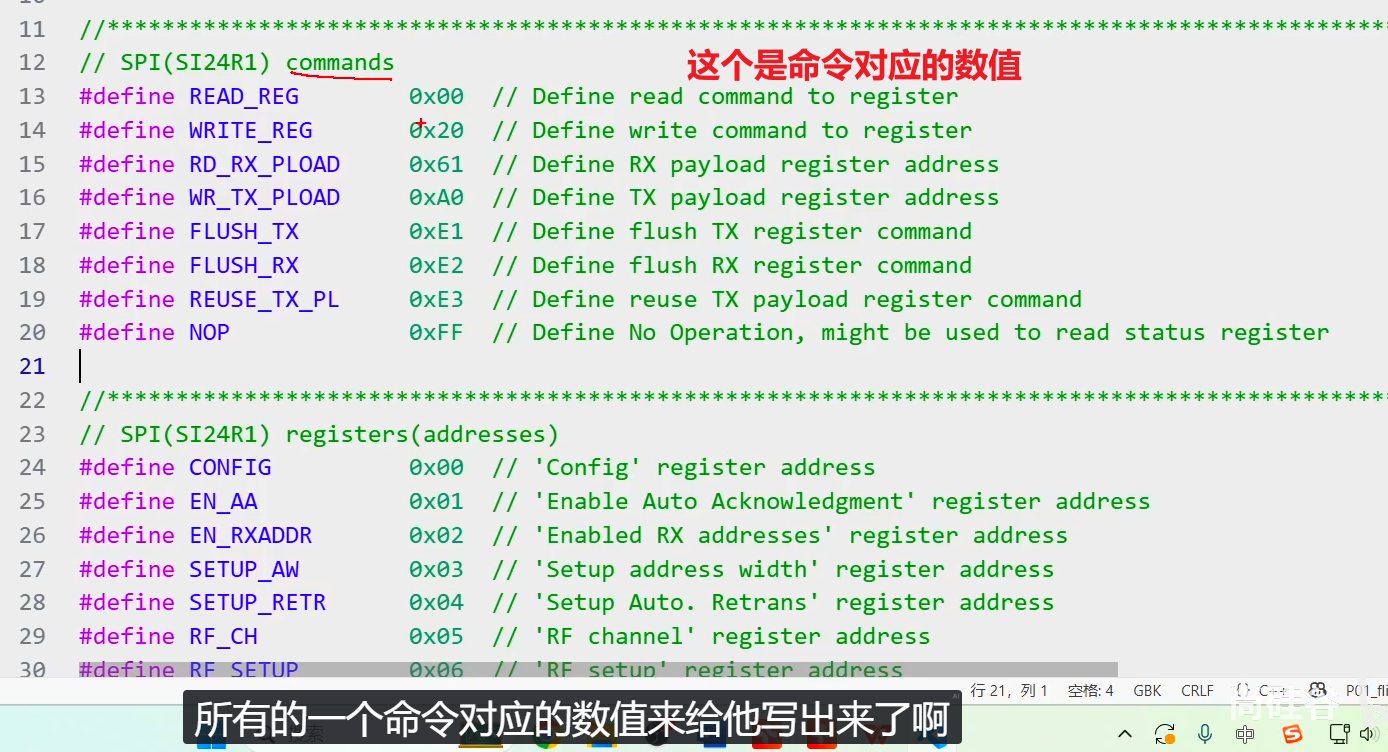 11 //**********************************************************************************************
12 // SPI(SI24R1) commands 这个是命令对应的数值
13 #define READ_REG 0x00 // Define read command to register
14 #define WRITE_REG 0x20 // Define write command to register
15 #define RD_RX_PLOAD 0x61 // Define RX payload register address
16 #define WR_TX_PLOAD 0xA0 // Define TX payload register address
17 #define FLUSH_TX 0xE1 // Define flush TX register command
18 #define FLUSH_RX 0xE2 // Define flush RX register command
19 #define REUSE_TX_PL 0xE3 // Define reuse TX payload register command
20 #define NOP 0xFF // Define No Operation, might be used to read status register
21
22 //**********************************************************************************************
23 // SPI(SI24R1) registers(addresses)
24 #define CONFIG 0x00 // 'Config' register address
25 #define EN_AA 0x01 // 'Enable Auto Acknowledgment' register address
26 #define EN_RXADDR 0x02 // 'Enabled RX addresses' register address
27 #define SETUP_AW 0x03 // 'Setup address width' register address
28 #define SETUP_RETR 0x04 // 'Setup Auto. Retrans' register address
29 #define RF_CH 0x05 // 'RF channel' register address
30 #define RF_SETUP 0x06 // 'RF setup' register address
行 21，列 1 空格: 4 GBK CRLF {} C++ P01_fli
所有的一个命令对应的数值来给他写出来了啊
搜索
中
尚硅谷